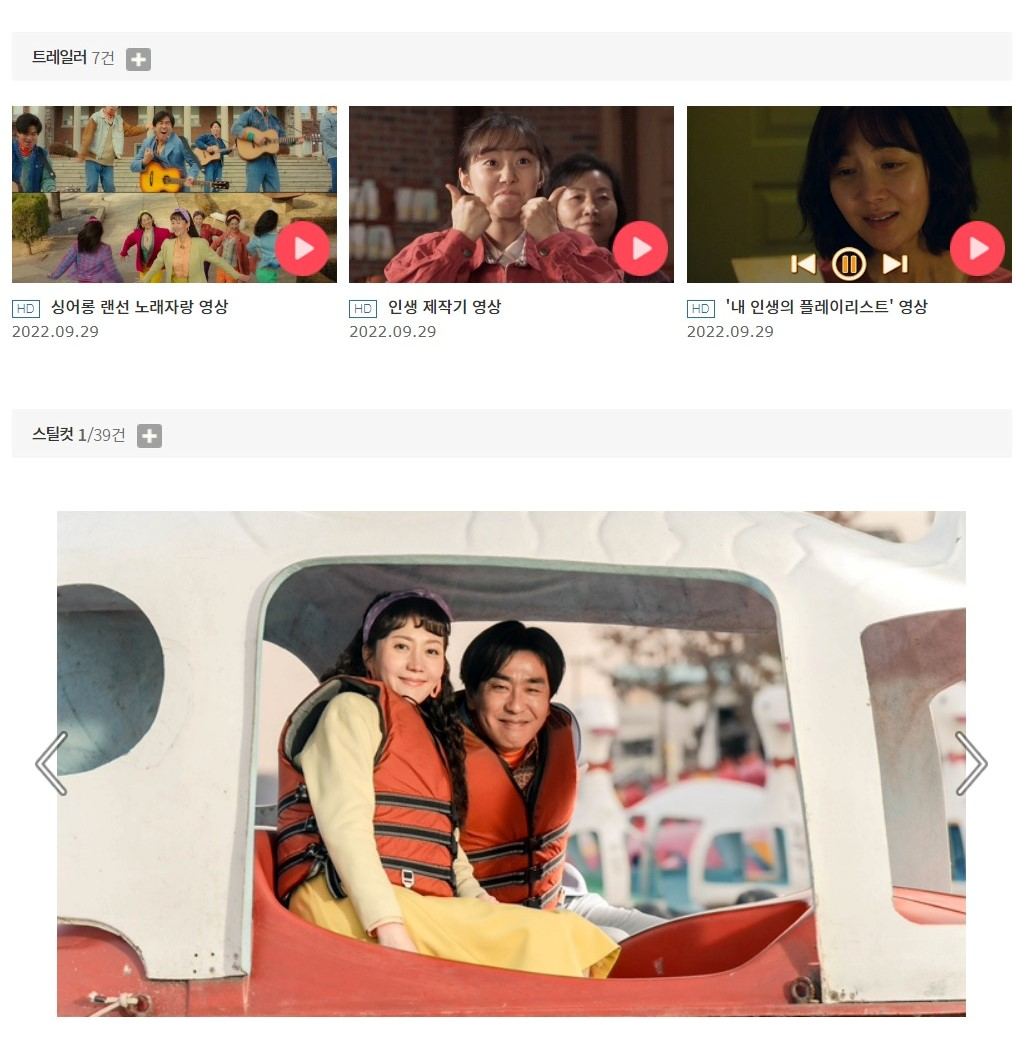 트레일러 7건
HD 싱어롱 랜선 노래자랑 영상
2022.09.29
HD 인생 제작기 영상
2022.09.29
HD '내 인생의 플레이리스트' 영상
2022.09.29
스틸컷 1/39건